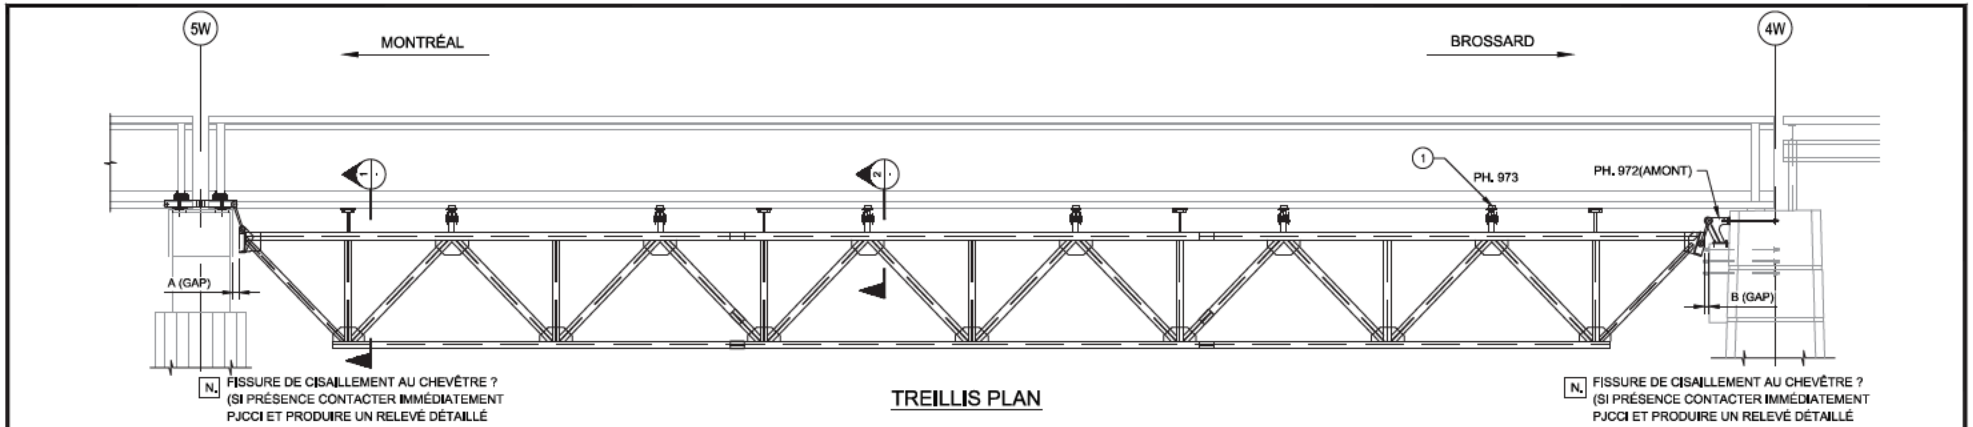 5W
4W
MONTRÉAL
BROSSARD
1
2
1
PH. 973
PH. 972(AMONT)
A (GAP)
B (GAP)
N. FISSURE DE CISAILLEMENT AU CHEVÊTRE ?
(SI PRÉSENCE CONTACTER IMMÉDIATEMENT
PJCCI ET PRODUIRE UN RELEVÉ DÉTAILLÉ
TREILLIS PLAN
N. FISSURE DE CISAILLEMENT AU CHEVÊTRE ?
(SI PRÉSENCE CONTACTER IMMÉDIATEMENT
PJCCI ET PRODUIRE UN RELEVÉ DÉTAILLÉ